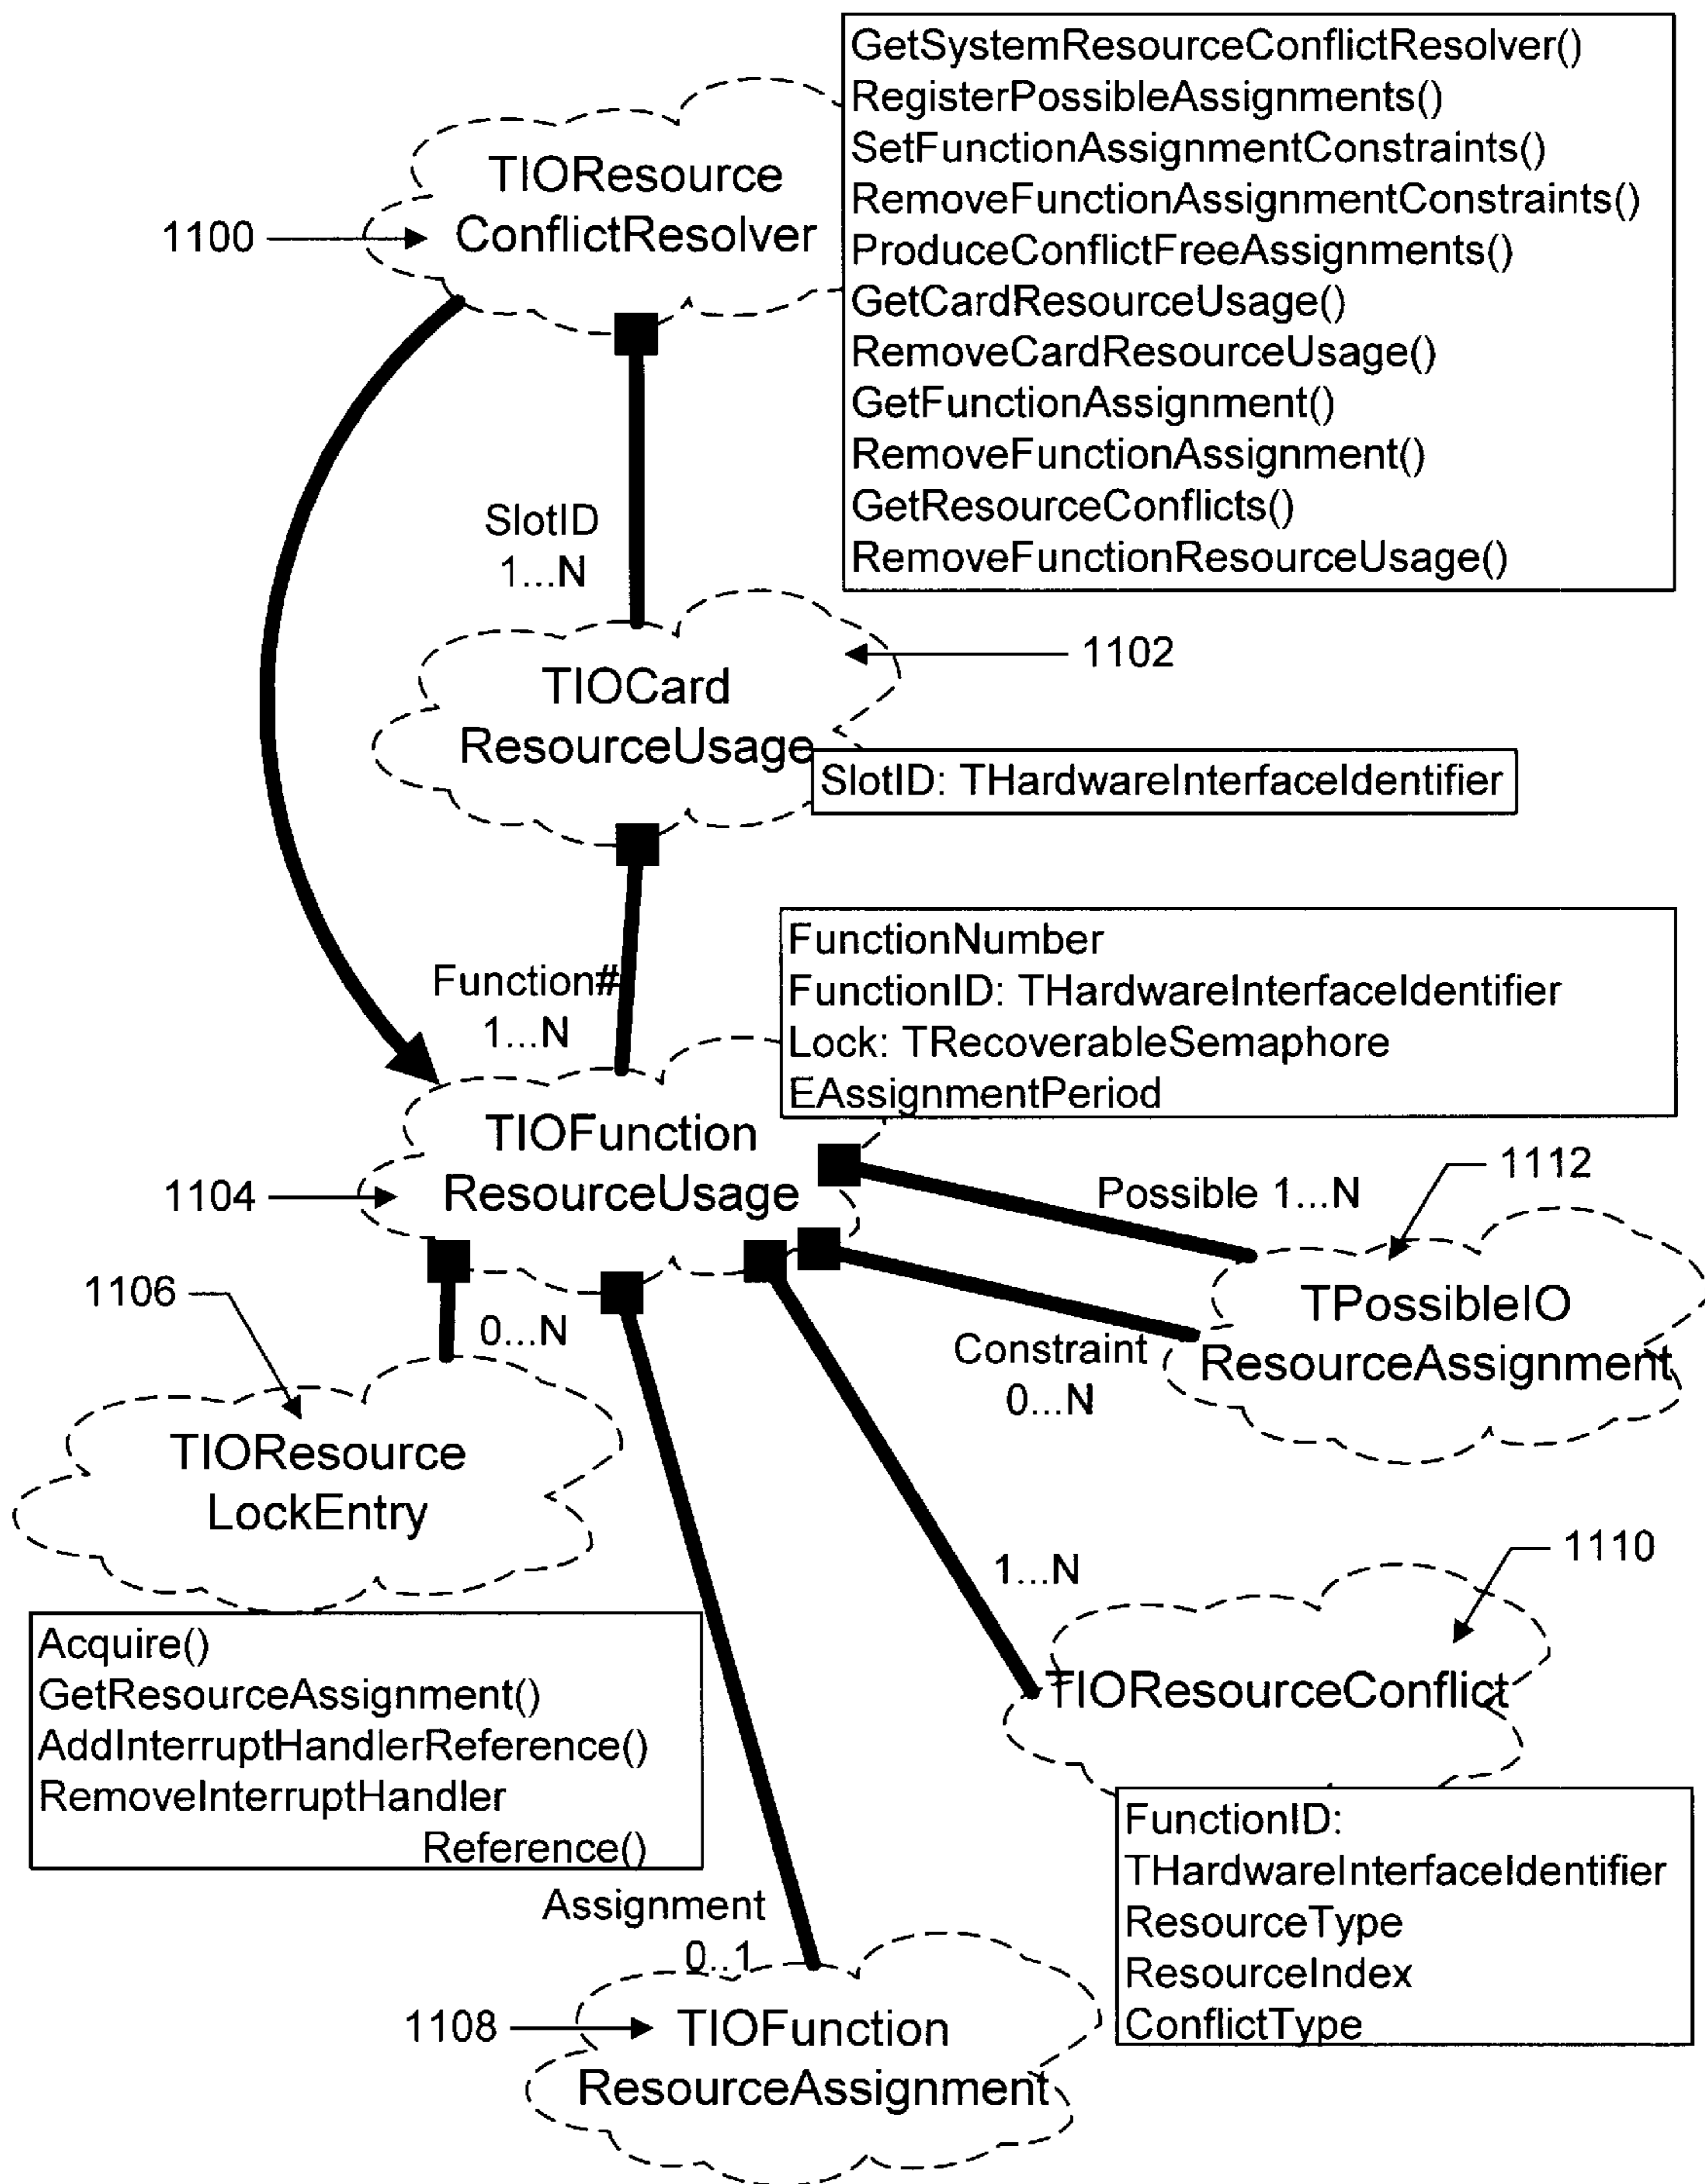 GetSystemResourceConflictResolver()
RegisterPossibleAssignments()
SetFunctionAssignmentConstraints()
RemoveFunctionAssignmentConstraints()
ProduceConflictFreeAssignments()
GetCardResourceUsage()
RemoveCardResourceUsage()
GetFunctionAssignment()
RemoveFunctionAssignment()
GetResourceConflicts()
RemoveFunctionResourceUsage()
TIOResource
ConflictResolver
1100
SlotID
1...N
1102
TIOCard
ResourceUsage
SlotID: THardwareInterfaceIdentifier
Function#
1...N
FunctionNumber
FunctionID: THardwareInterfaceIdentifier
Lock: TRecoverableSemaphore
EAssignmentPeriod
TIOFunction
ResourceUsage
1104
Possible 1...N
1112
TPossibleIO
ResourceAssignment
Constraint
0...N
1106
0...N
TIOResource
LockEntry
Acquire()
GetResourceAssignment()
AddInterruptHandlerReference()
RemoveInterruptHandler
Reference()
1...N
1110
TIOResourceConflict
FunctionID:
THardwareInterfaceIdentifier
ResourceType
ResourceIndex
ConflictType
Assignment
0..1
1108
TIOFunction
ResourceAssignment